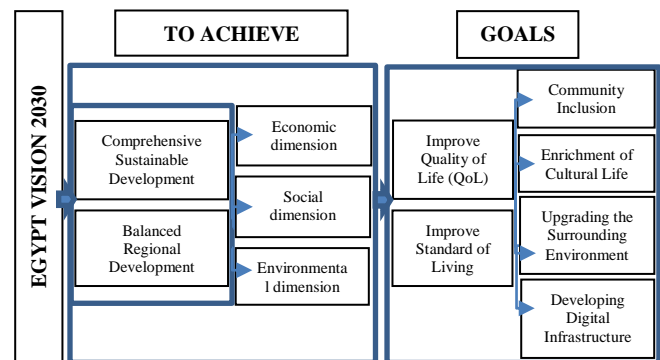 EGYPT VISION 2030
TO ACHIEVE
Comprehensive
Sustainable
Development
Balanced
Regional
Development
Economic
dimension
Social
dimension
Environmenta
l dimension
GOALS
Improve
Quality of
Life (QoL)
Improve
Standard of
Living
Community
Inclusion
Enrichment of
Cultural Life
Upgrading the
Surrounding
Environment
Developing
Digital
Infrastructure